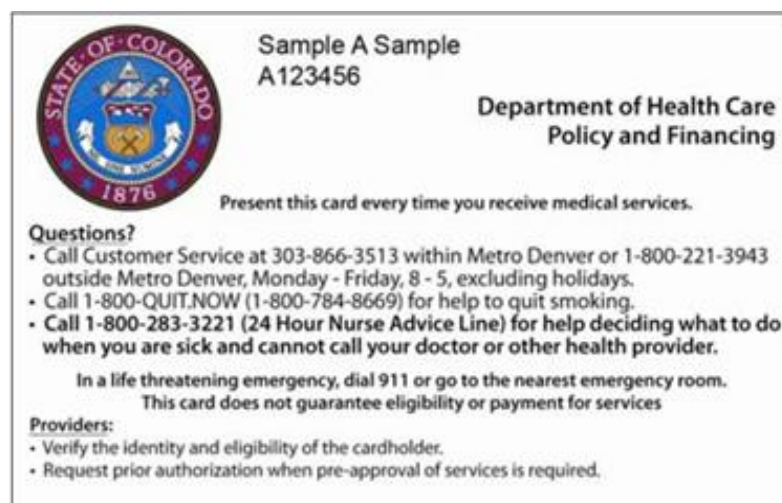 STATE·OF·COLORADO
NIL SINE NUMINE
1876
Sample A Sample
A123456
Department of Health Care
Policy and Financing
Present this card every time you receive medical services.
Questions?
• Call Customer Service at 303-866-3513 within Metro Denver or 1-800-221-3943
outside Metro Denver, Monday - Friday, 8 - 5, excluding holidays.
• Call 1-800-QUIT.NOW (1-800-784-8669) for help to quit smoking.
• Call 1-800-283-3221 (24 Hour Nurse Advice Line) for help deciding what to do
when you are sick and cannot call your doctor or other health provider.
In a life threatening emergency, dial 911 or go to the nearest emergency room.
This card does not guarantee eligibility or payment for services
Providers:
• Verify the identity and eligibility of the cardholder.
• Request prior authorization when pre-approval of services is required.